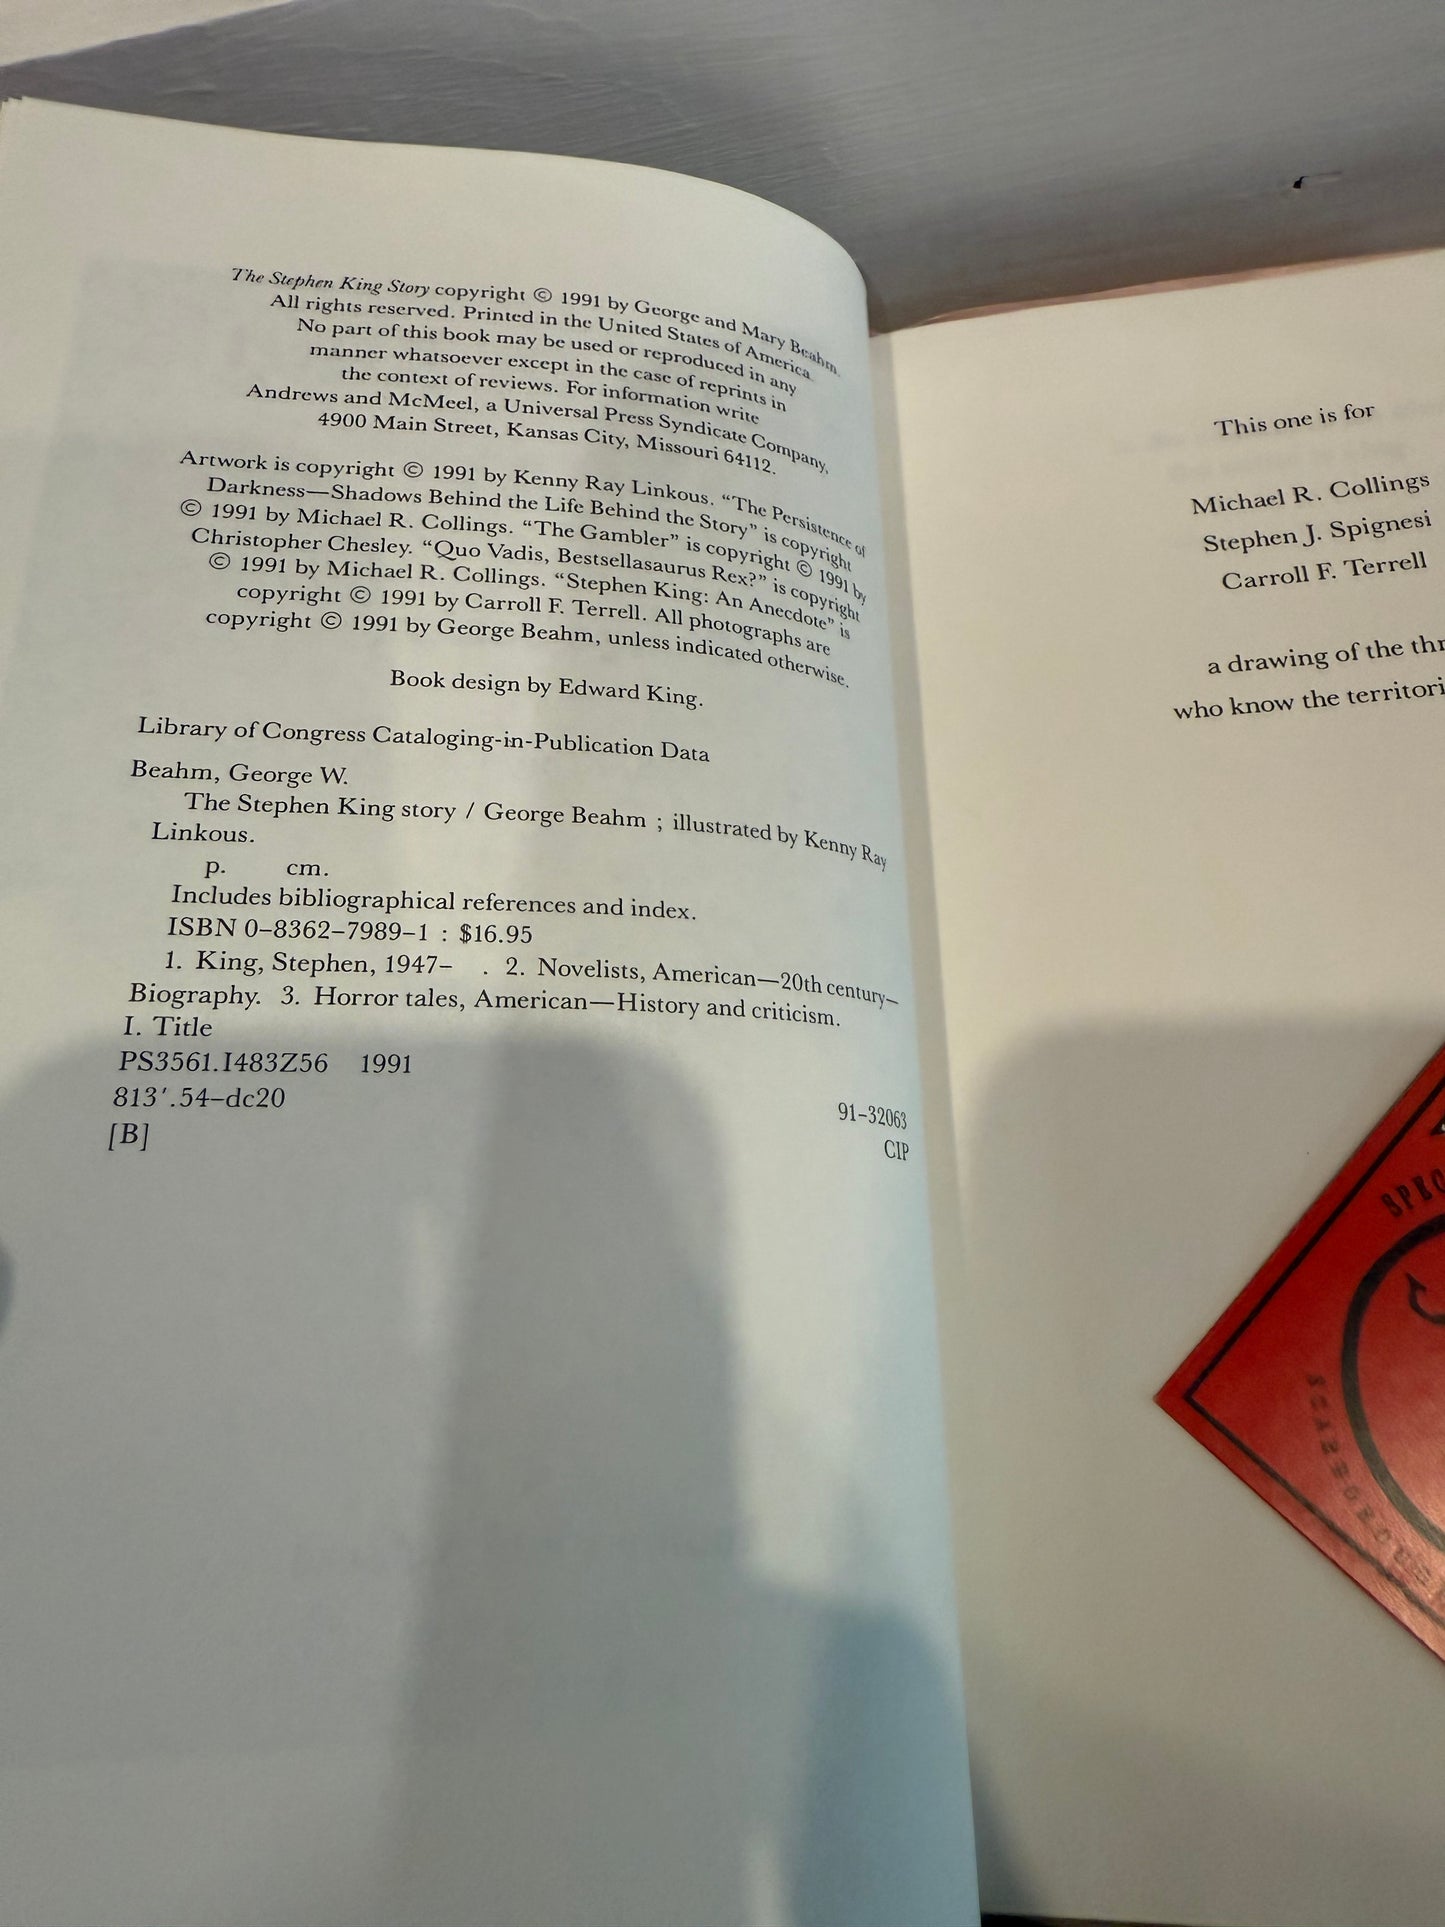 The Stephen King Story copyright © 1991 by George and Mary Beahm.
All rights reserved. Printed in the United States of America.
No part of this book may be used or reproduced in any
manner whatsoever except in the case of reprints in
the context of reviews. For information write
Andrews and McMeel, a Universal Press Syndicate Company,
4900 Main Street, Kansas City, Missouri 64112.
Artwork is copyright © 1991 by Kenny Ray Linkous. “The Persistence of
Darkness—Shadows Behind the Life Behind the Story” is copyright
© 1991 by Michael R. Collings. “The Gambler” is copyright © 1991 by
Christopher Chesley. “Quo Vadis, Bestsellasaurus Rex?” is copyright
© 1991 by Michael R. Collings. “Stephen King: An Anecdote” is
copyright © 1991 by Carroll F. Terrell. All photographs are
copyright © 1991 by George Beahm, unless indicated otherwise.
Book design by Edward King.
Library of Congress Cataloging-in-Publication Data
Beahm, George W.
The Stephen King story / George Beahm ; illustrated by Kenny Ray
Linkous.
p. cm.
Includes bibliographical references and index.
ISBN 0–8362–7989–1 : $16.95
1. King, Stephen, 1947– . 2. Novelists, American—20th century–
Biography. 3. Horror tales, American—History and criticism.
I. Title
PS3561.I483Z56 1991
813′.54–dc20
91–32063
[B]
CIP
This one is for
Michael R. Collings
Stephen J. Spignesi
Carroll F. Terrell
a drawing of the thr
who know the territori